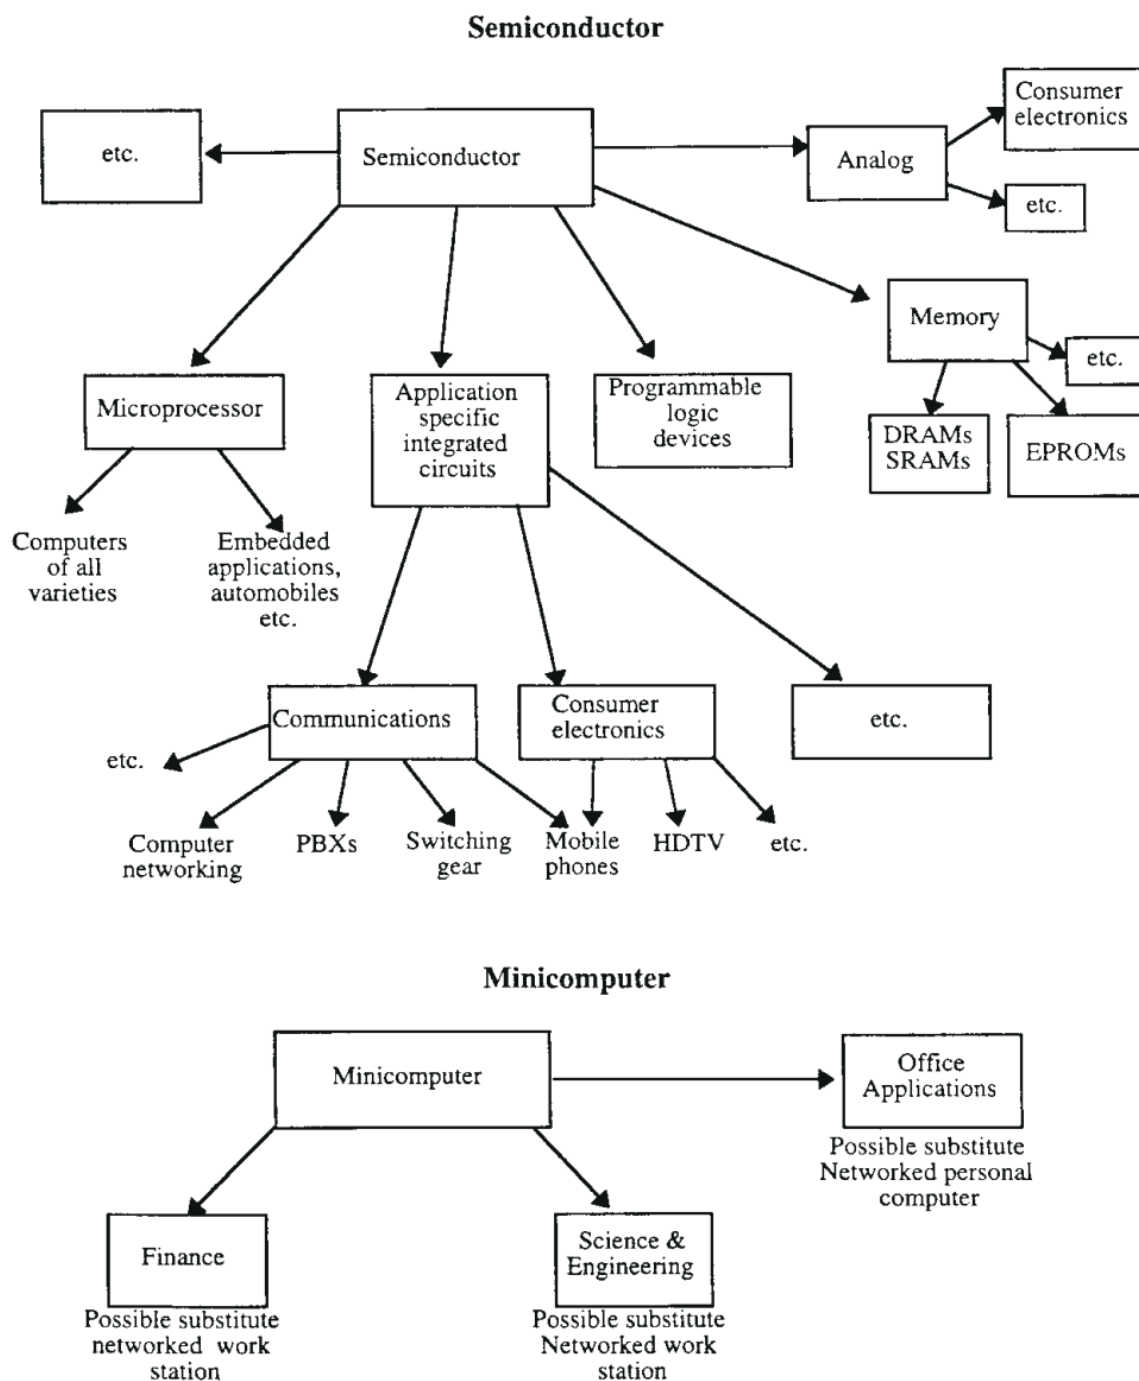 Semiconductor
etc.
Semiconductor
Analog
Consumer
electronics
etc.
Memory
etc.
DRAMs
SRAMs
EPROMs
Microprocessor
Application
specific
integrated
circuits
Programmable
logic
devices
Computers
of all
varieties
Embedded
applications,
automobiles
etc.
Communications
Consumer
electronics
etc.
etc.
Computer
networking
PBXs
Switching
gear
Mobile
phones
HDTV
etc.
Minicomputer
Minicomputer
Office
Applications
Possible substitute
Networked personal
computer
Finance
Possible substitute
networked work
station
Science &
Engineering
Possible substitute
Networked work
station